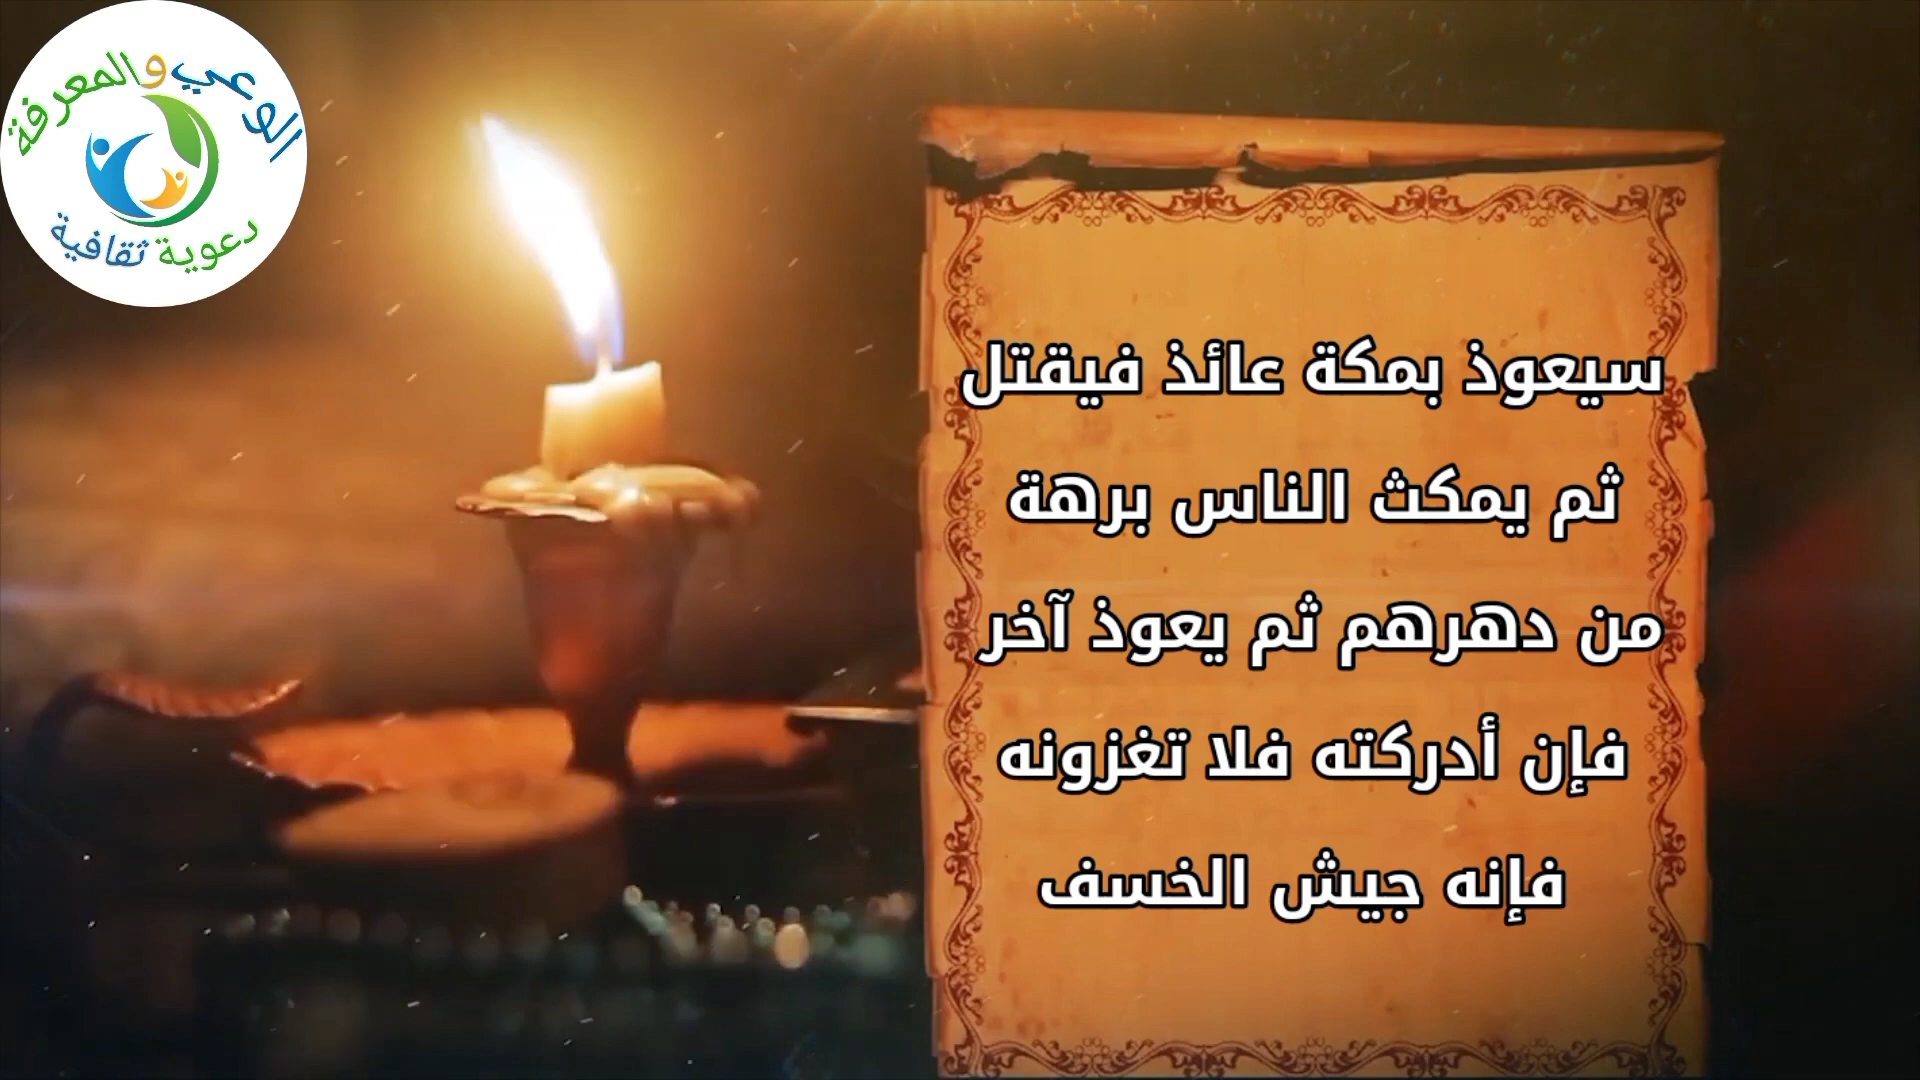 الوعي والمعرفة
دعوية ثقافية
سيعوذ بمكة عائذ فيقتل
ثم يمكث الناس برهة
من دهرهم ثم يعوذ آخر
فإن أدركته فلا تغزونه
فإنه جيش الخسف